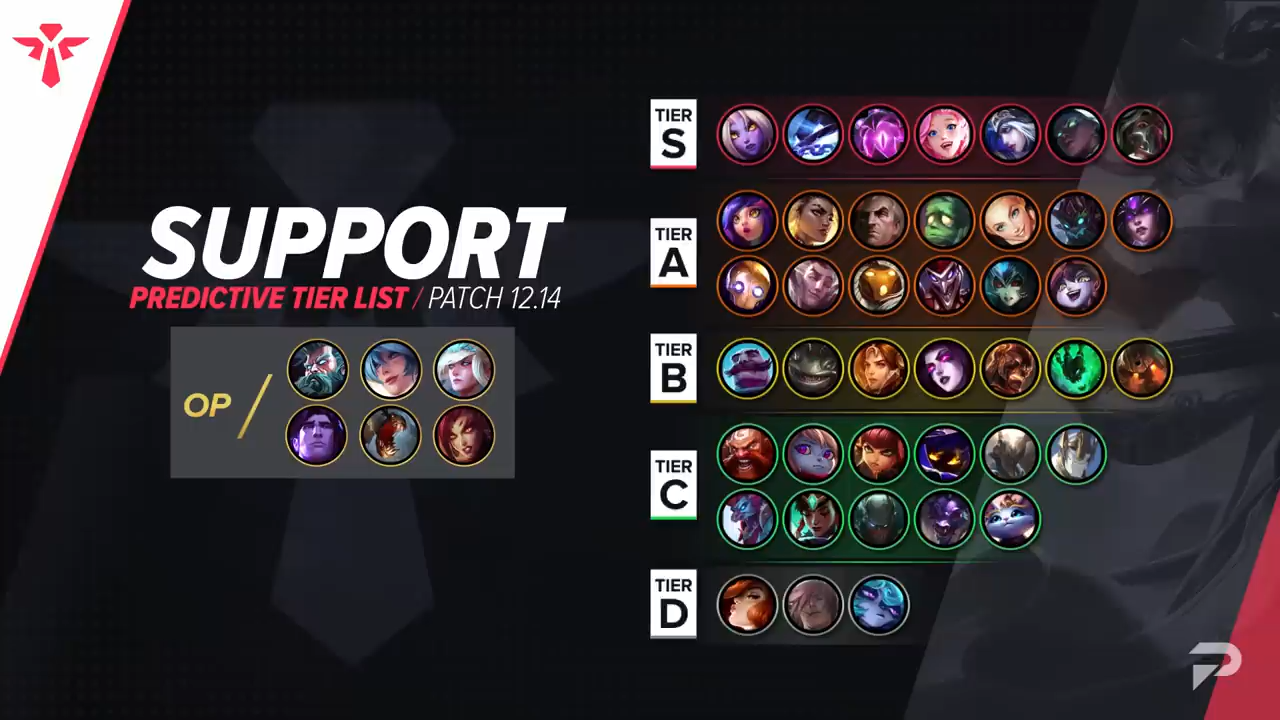 SUPPORT
PREDICTIVE TIER LIST / PATCH 12.14
OP /
TIER
S
TIER
A
TIER
B
TIER
C
TIER
D